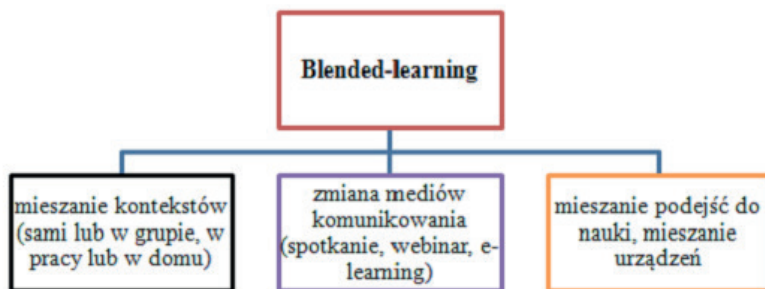 Blended-learning
mieszanie kontekstów
(sami lub w grupie, w
pracy lub w domu)
zmiana mediów
komunikowania
(spotkanie, webinar, e-
learning)
mieszanie podejść do
nauki, mieszanie
urządzeń